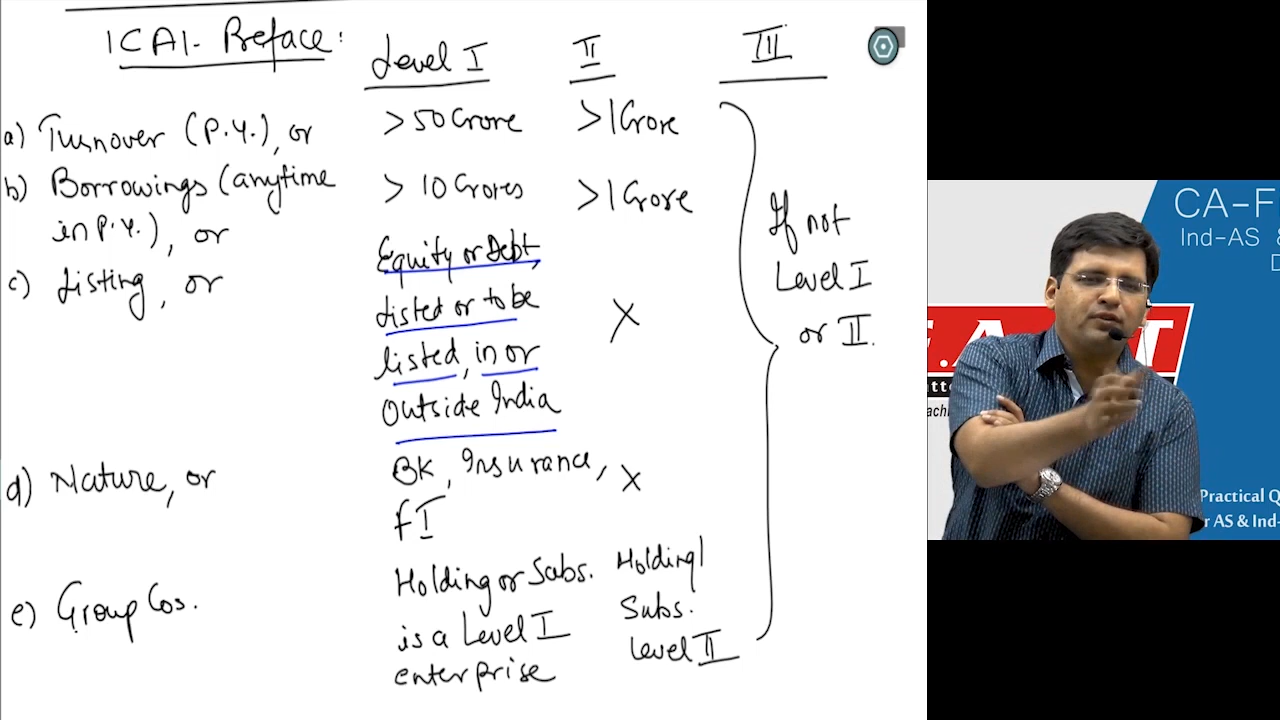 ICAI- Preface:
Level I II III
a) Turnover (P.Y.), or >50 Crore >1 Crore
b) Borrowings (anytime >10 Crores >1 Crore
in P.Y.), or
c) Listing, or
Equity or Debt,
Listed or to be X
listed, in or
Outside India
If not
Level I
or II.
d) Nature, or BK, Insurance, X
FI
e) Group Cos. Holding or Subs. Holding/
is a Level I Subs.
enterprise Level II
CA-F
Ind-AS &
D
Practical Q
r AS & Ind-